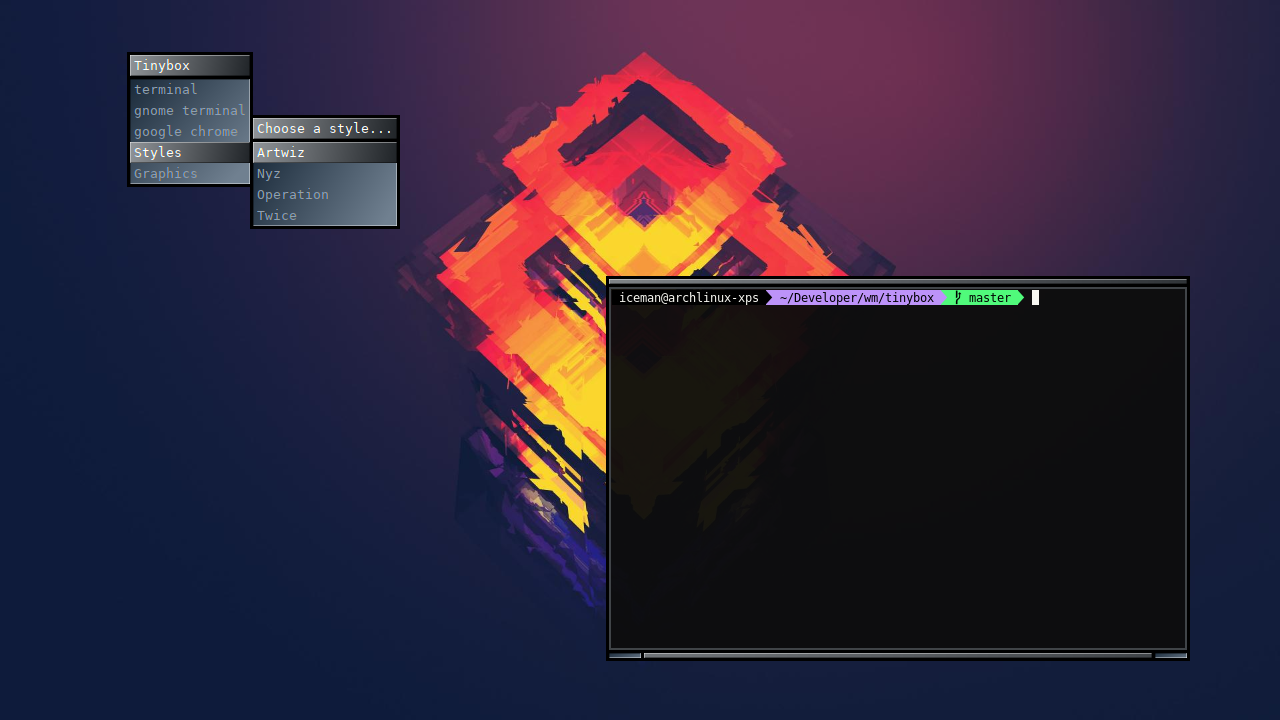 Tinybox
terminal
gnome terminal
google chrome
Styles
Graphics
Choose a style...
Artwiz
Nyz
Operation
Twice
iceman@archlinux-xps ~/Developer/wm/tinybox master